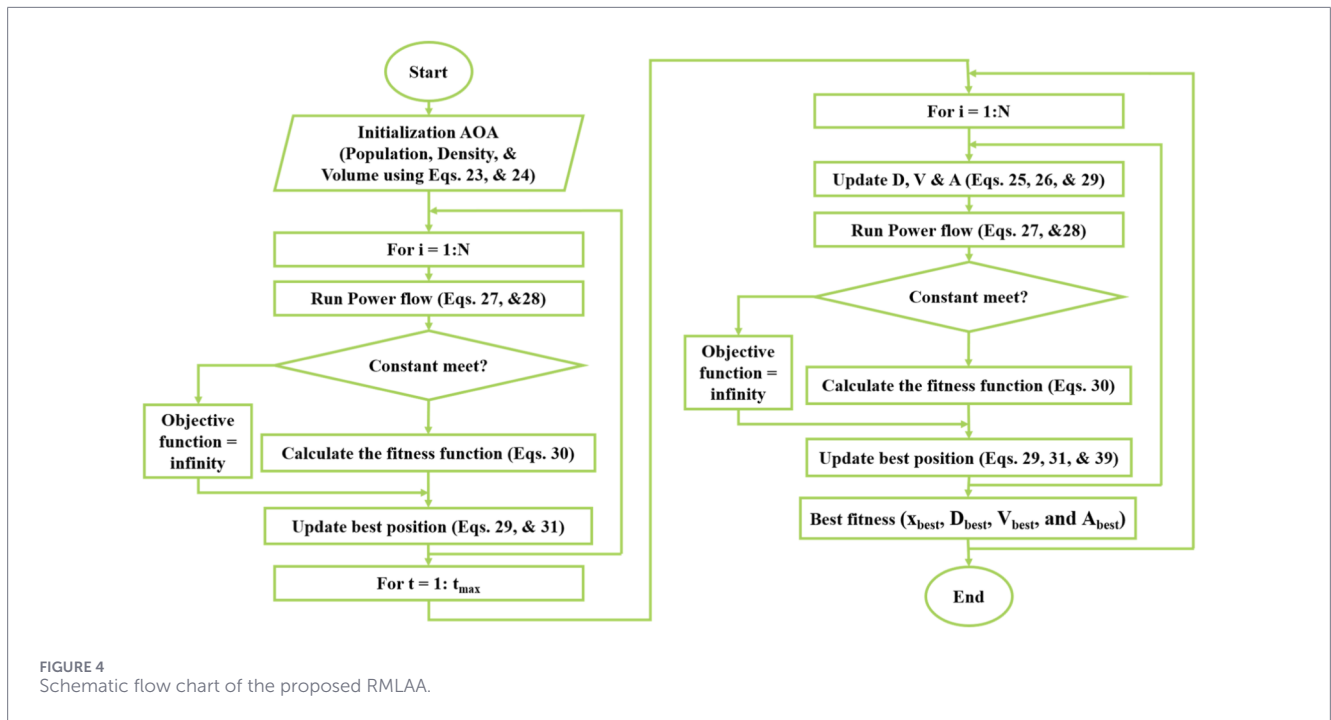 Start
Initialization AOA
(Population, Density, &
Volume using Eqs. 23, & 24)
For i = 1:N
Run Power flow (Eqs. 27, &28)
Constant meet?
Objective
function =
infinity
Calculate the fitness function (Eqs. 30)
Update best position (Eqs. 29, & 31)
For t = 1: tmax
For i = 1:N
Update D, V & A (Eqs. 25, 26, & 29)
Run Power flow (Eqs. 27, &28)
Constant meet?
Objective
function =
infinity
Calculate the fitness function (Eqs. 30)
Update best position (Eqs. 29, 31, & 39)
Best fitness (xbest, Dbest, Vbest, and Abest)
End
FIGURE 4
Schematic flow chart of the proposed RMLAA.